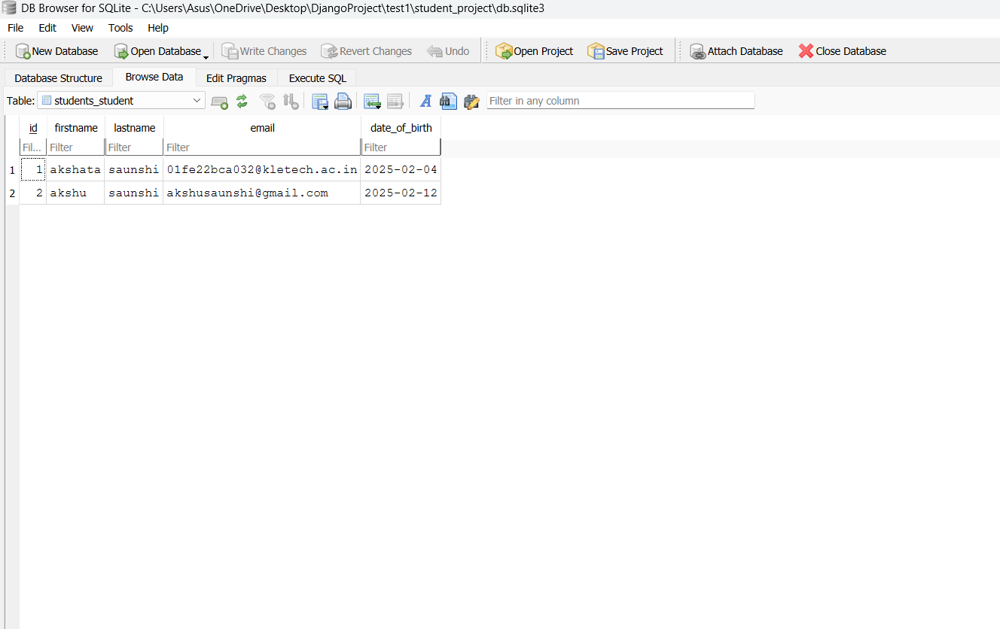 DB Browser for SQLite - C:\Users\Asus\OneDrive\Desktop\DjangoProject\test1\student_project\db.sqlite3
File Edit View Tools Help
New Database Open Database Write Changes Revert Changes Undo Open Project Save Project Attach Database Close Database
Database Structure Browse Data Edit Pragmas Execute SQL
Table: students_student A Filter in any column
id firstname lastname email date_of_birth
Fil... Filter Filter Filter Filter
1 1 akshata saunshi 01fe22bca032@kletech.ac.in 2025-02-04
2 2 akshu saunshi akshusaunshi@gmail.com 2025-02-12